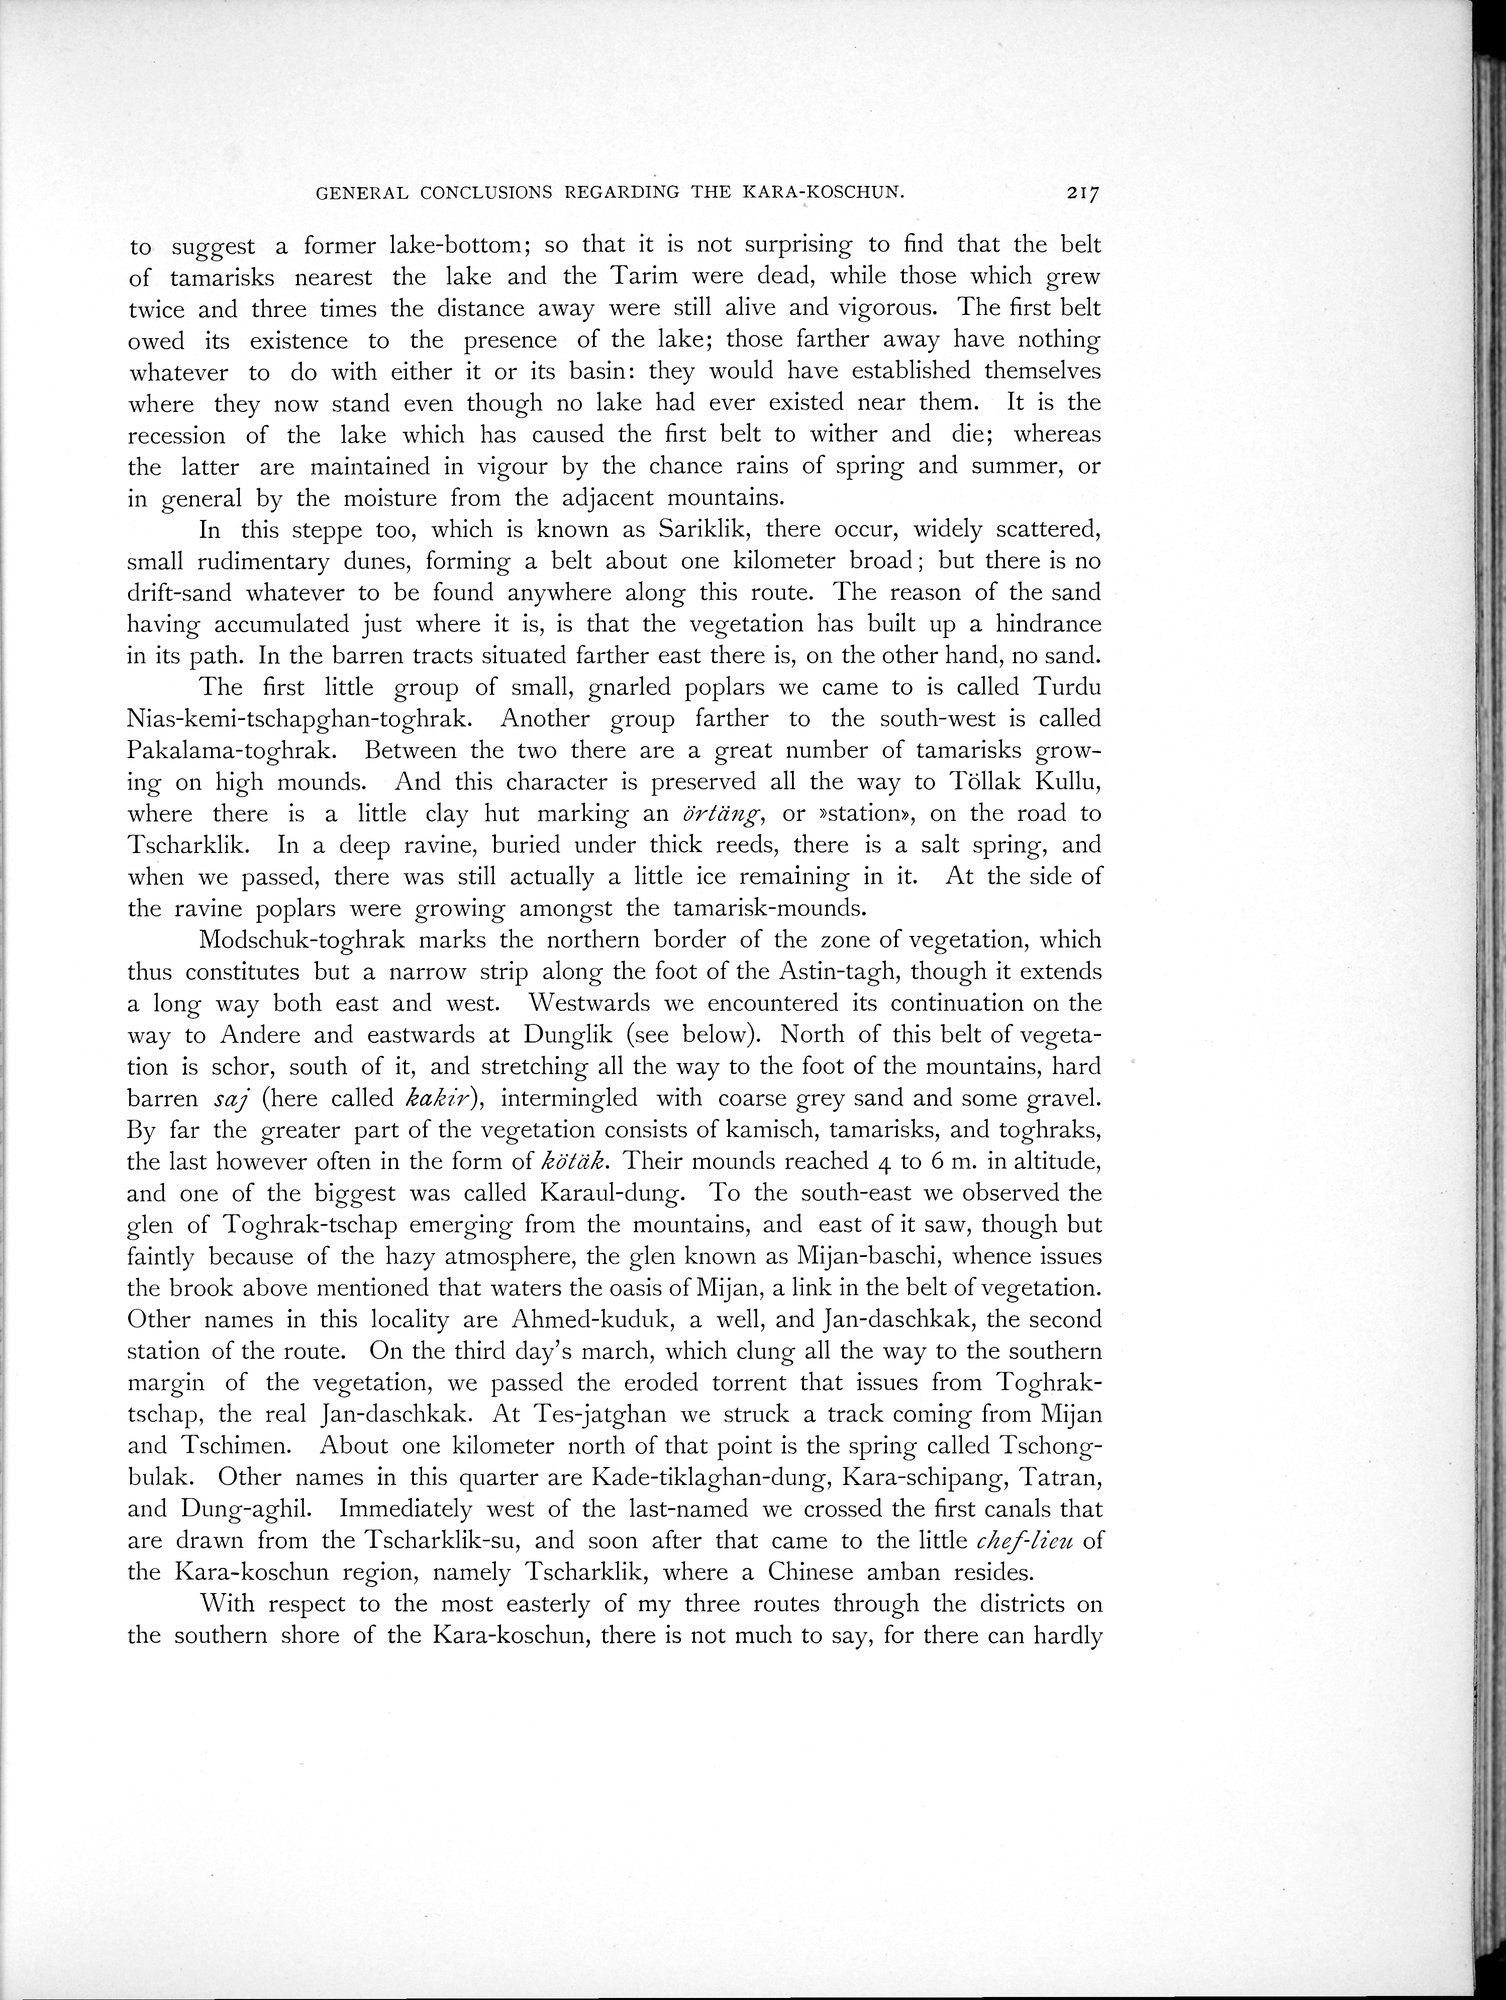 GENERAL CONCLUSIONS REGARDING THE KARA-KOSCHUN. 217
to suggest a former lake-bottom; so that it is not surprising to find that the belt
of tamarisks nearest the lake and the Tarim were dead, while those which grew
twice and three times the distance away were still alive and vigorous. The first belt
owed its existence to the presence of the lake; those farther away have nothing
whatever to do with either it or its basin: they would have established themselves
where they now stand even though no lake had ever existed near them. It is the
recession of the lake which has caused the first belt to wither and die; whereas
the latter are maintained in vigour by the chance rains of spring and summer, or
in general by the moisture from the adjacent mountains.
In this steppe too, which is known as Sariklik, there occur, widely scattered,
small rudimentary dunes, forming a belt about one kilometer broad; but there is no
drift-sand whatever to be found anywhere along this route. The reason of the sand
having accumulated just where it is, is that the vegetation has built up a hindrance
in its path. In the barren tracts situated farther east there is, on the other hand, no sand.
The first little group of small, gnarled poplars we came to is called Turdu
Nias-kemi-tschapghan-toghrak. Another group farther to the south-west is called
Pakalama-toghrak. Between the two there are a great number of tamarisks grow-
ing on high mounds. And this character is preserved all the way to Töllak Kullu,
where there is a little clay hut marking an örtäng, or »station», on the road to
Tscharklik. In a deep ravine, buried under thick reeds, there is a salt spring, and
when we passed, there was still actually a little ice remaining in it. At the side of
the ravine poplars were growing amongst the tamarisk-mounds.
Modschuk-toghrak marks the northern border of the zone of vegetation, which
thus constitutes but a narrow strip along the foot of the Astin-tagh, though it extends
a long way both east and west. Westwards we encountered its continuation on the
way to Andere and eastwards at Dunglik (see below). North of this belt of vegeta-
tion is schor, south of it, and stretching all the way to the foot of the mountains, hard
barren saj (here called kakir), intermingled with coarse grey sand and some gravel.
By far the greater part of the vegetation consists of kamisch, tamarisks, and toghraks,
the last however often in the form of kötäk. Their mounds reached 4 to 6 m. in altitude,
and one of the biggest was called Karaul-dung. To the south-east we observed the
glen of Toghrak-tschap emerging from the mountains, and east of it saw, though but
faintly because of the hazy atmosphere, the glen known as Mijan-baschi, whence issues
the brook above mentioned that waters the oasis of Mijan, a link in the belt of vegetation.
Other names in this locality are Ahmed-kuduk, a well, and Jan-daschkak, the second
station of the route. On the third day's march, which clung all the way to the southern
margin of the vegetation, we passed the eroded torrent that issues from Toghrak-
tschap, the real Jan-daschkak. At Tes-jatghan we struck a track coming from Mijan
and Tschimen. About one kilometer north of that point is the spring called Tschong-
bulak. Other names in this quarter are Kade-tiklaghan-dung, Kara-schipang, Tatran,
and Dung-aghil. Immediately west of the last-named we crossed the first canals that
are drawn from the Tscharklik-su, and soon after that came to the little chef-lieu of
the Kara-koschun region, namely Tscharklik, where a Chinese amban resides.
With respect to the most easterly of my three routes through the districts on
the southern shore of the Kara-koschun, there is not much to say, for there can hardly